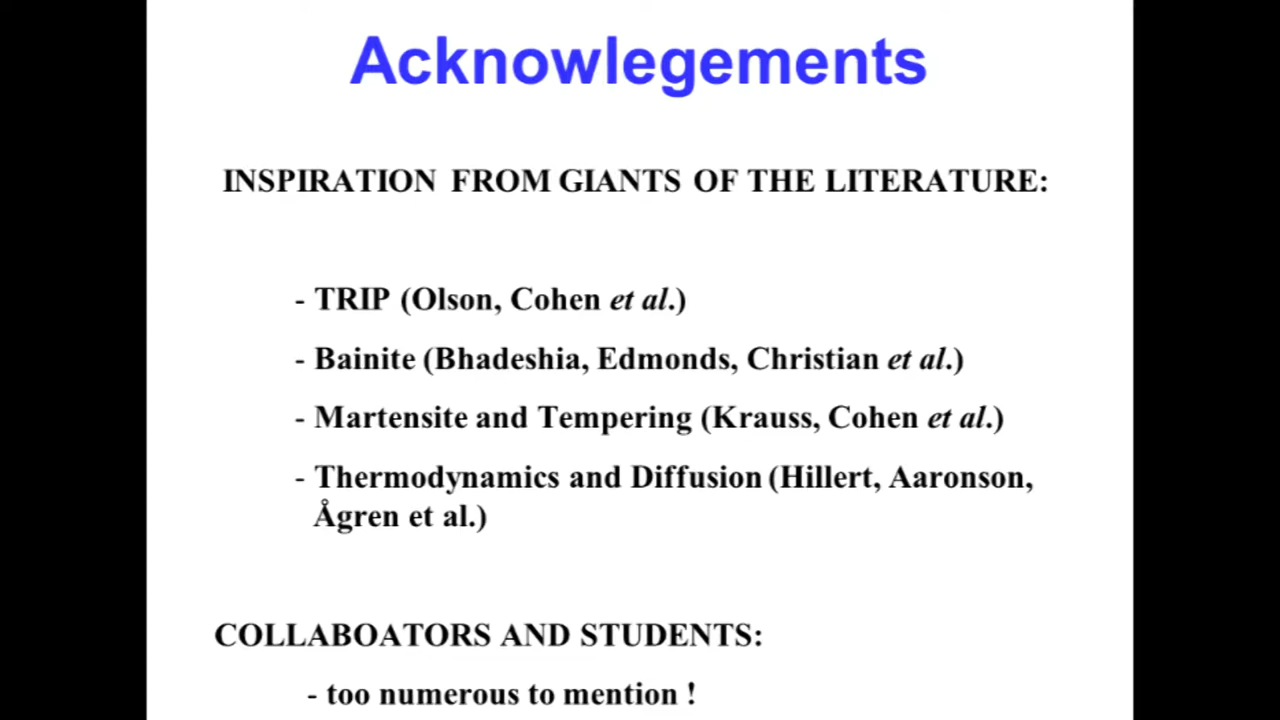 Acknowlegements
INSPIRATION FROM GIANTS OF THE LITERATURE:
- TRIP (Olson, Cohen et al.)
- Bainite (Bhadeshia, Edmonds, Christian et al.)
- Martensite and Tempering (Krauss, Cohen et al.)
- Thermodynamics and Diffusion (Hillert, Aaronson,
Ågren et al.)
COLLABOATORS AND STUDENTS:
- too numerous to mention !